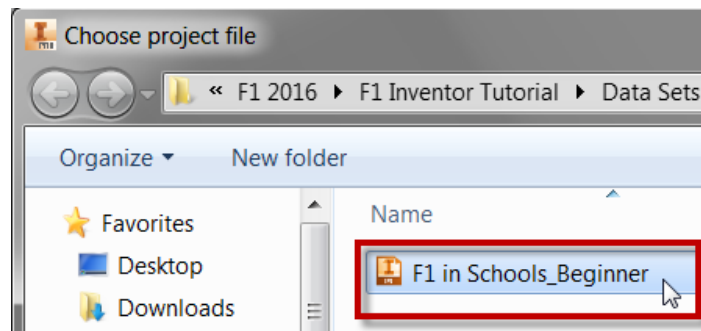 Choose project file
« F1 2016 ▸ F1 Inventor Tutorial ▸ Data Sets
Organize ▾ New folder
Favorites
Desktop
Downloads
Name
F1 in Schools_Beginner